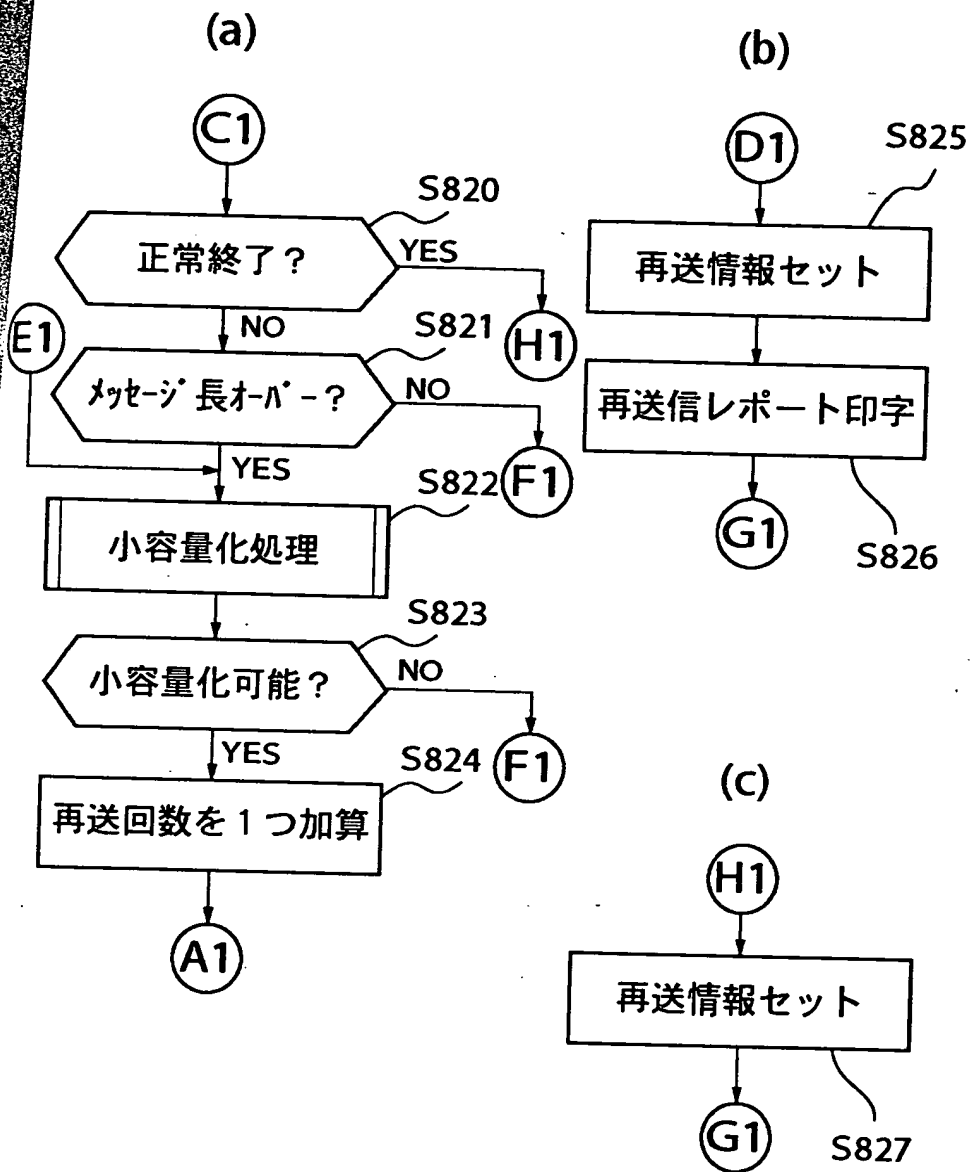 (a)
C1
S820
正常終了？
YES
H1
NO
E1
S821
ﾒｯｾｰｼﾞ長ｵｰﾊﾞｰ？
NO
F1
YES
S822
小容量化処理
S823
小容量化可能？
NO
F1
YES
S824
再送回数を１つ加算
A1
(b)
D1
S825
再送情報セット
再送信レポート印字
S826
G1
(c)
H1
再送情報セット
S827
G1